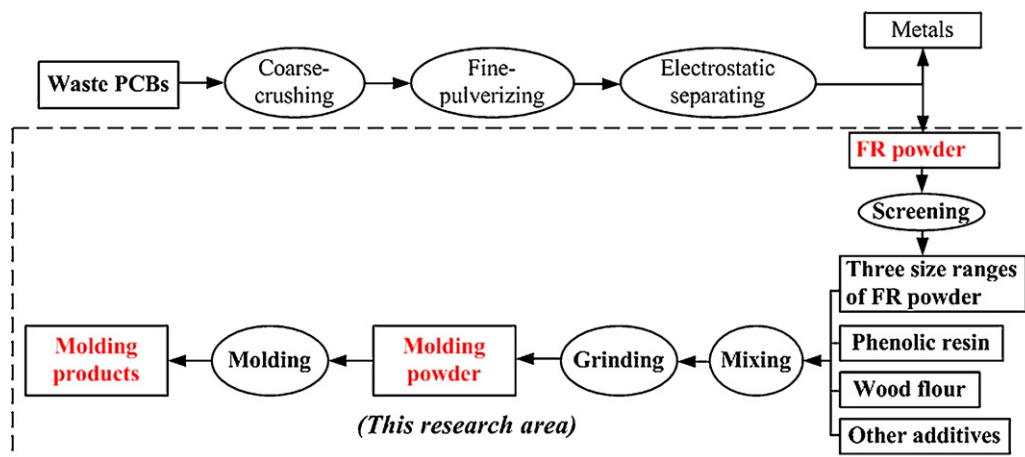 Metals
Waste PCBs
Coarse-
crushing
Fine-
pulverizing
Electrostatic
separating
FR powder
Screening
Three size ranges
of FR powder
Phenolic resin
Wood flour
Other additives
Mixing
Grinding
Molding
powder
Molding
Molding
products
(This research area)